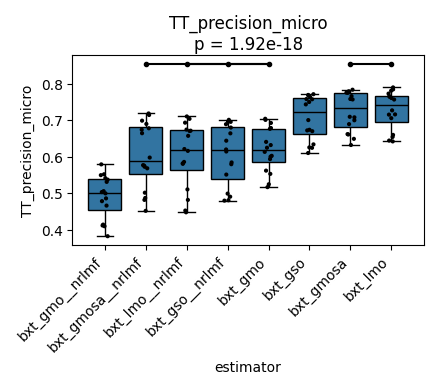 TT_precision_micro
p = 1.92e-18
TT_precision_micro
0.8
0.7
0.6
0.5
0.4
bxt_gmo__nrlmf
bxt_gmosa__nrlmf
bxt_lmo__nrlmf
bxt_gso__nrlmf
bxt_gmo
bxt_gso
bxt_gmosa
bxt_lmo
estimator